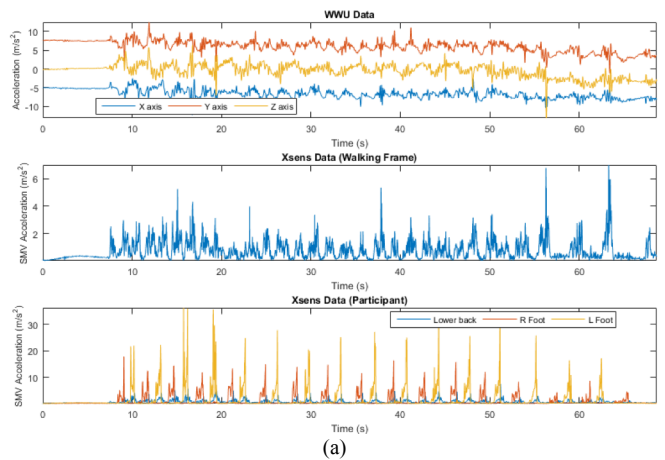 WWU Data
Acceleration (m/s²)
10
5
0
-5
-10
X axis Y axis Z axis
0 10 20 30 40 50 60
Time (s)
Xsens Data (Walking Frame)
SMV Acceleration (m/s²)
6
4
2
0 10 20 30 40 50 60
Time (s)
Xsens Data (Participant)
SMV Acceleration (m/s²)
30
20
10
Lower back R Foot L Foot
0 10 20 30 40 50 60
Time (s)
(a)